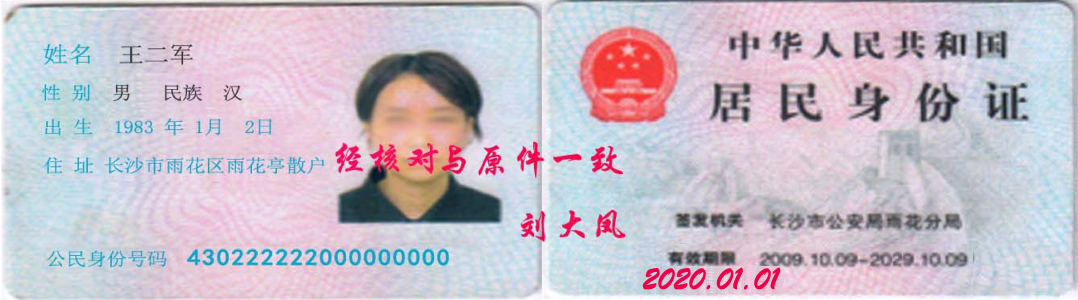 姓名 王二军
性别 男 民族 汉
出生 1983 年 1月 2日
住址 长沙市雨花区雨花亭散户
公民身份号码 430222222000000000
经核对与原件一致
刘大凤
2020.01.01
中华人民共和国
居民身份证
签发机关 长沙市公安局雨花分局
有效期限 2009.10.09-2029.10.09